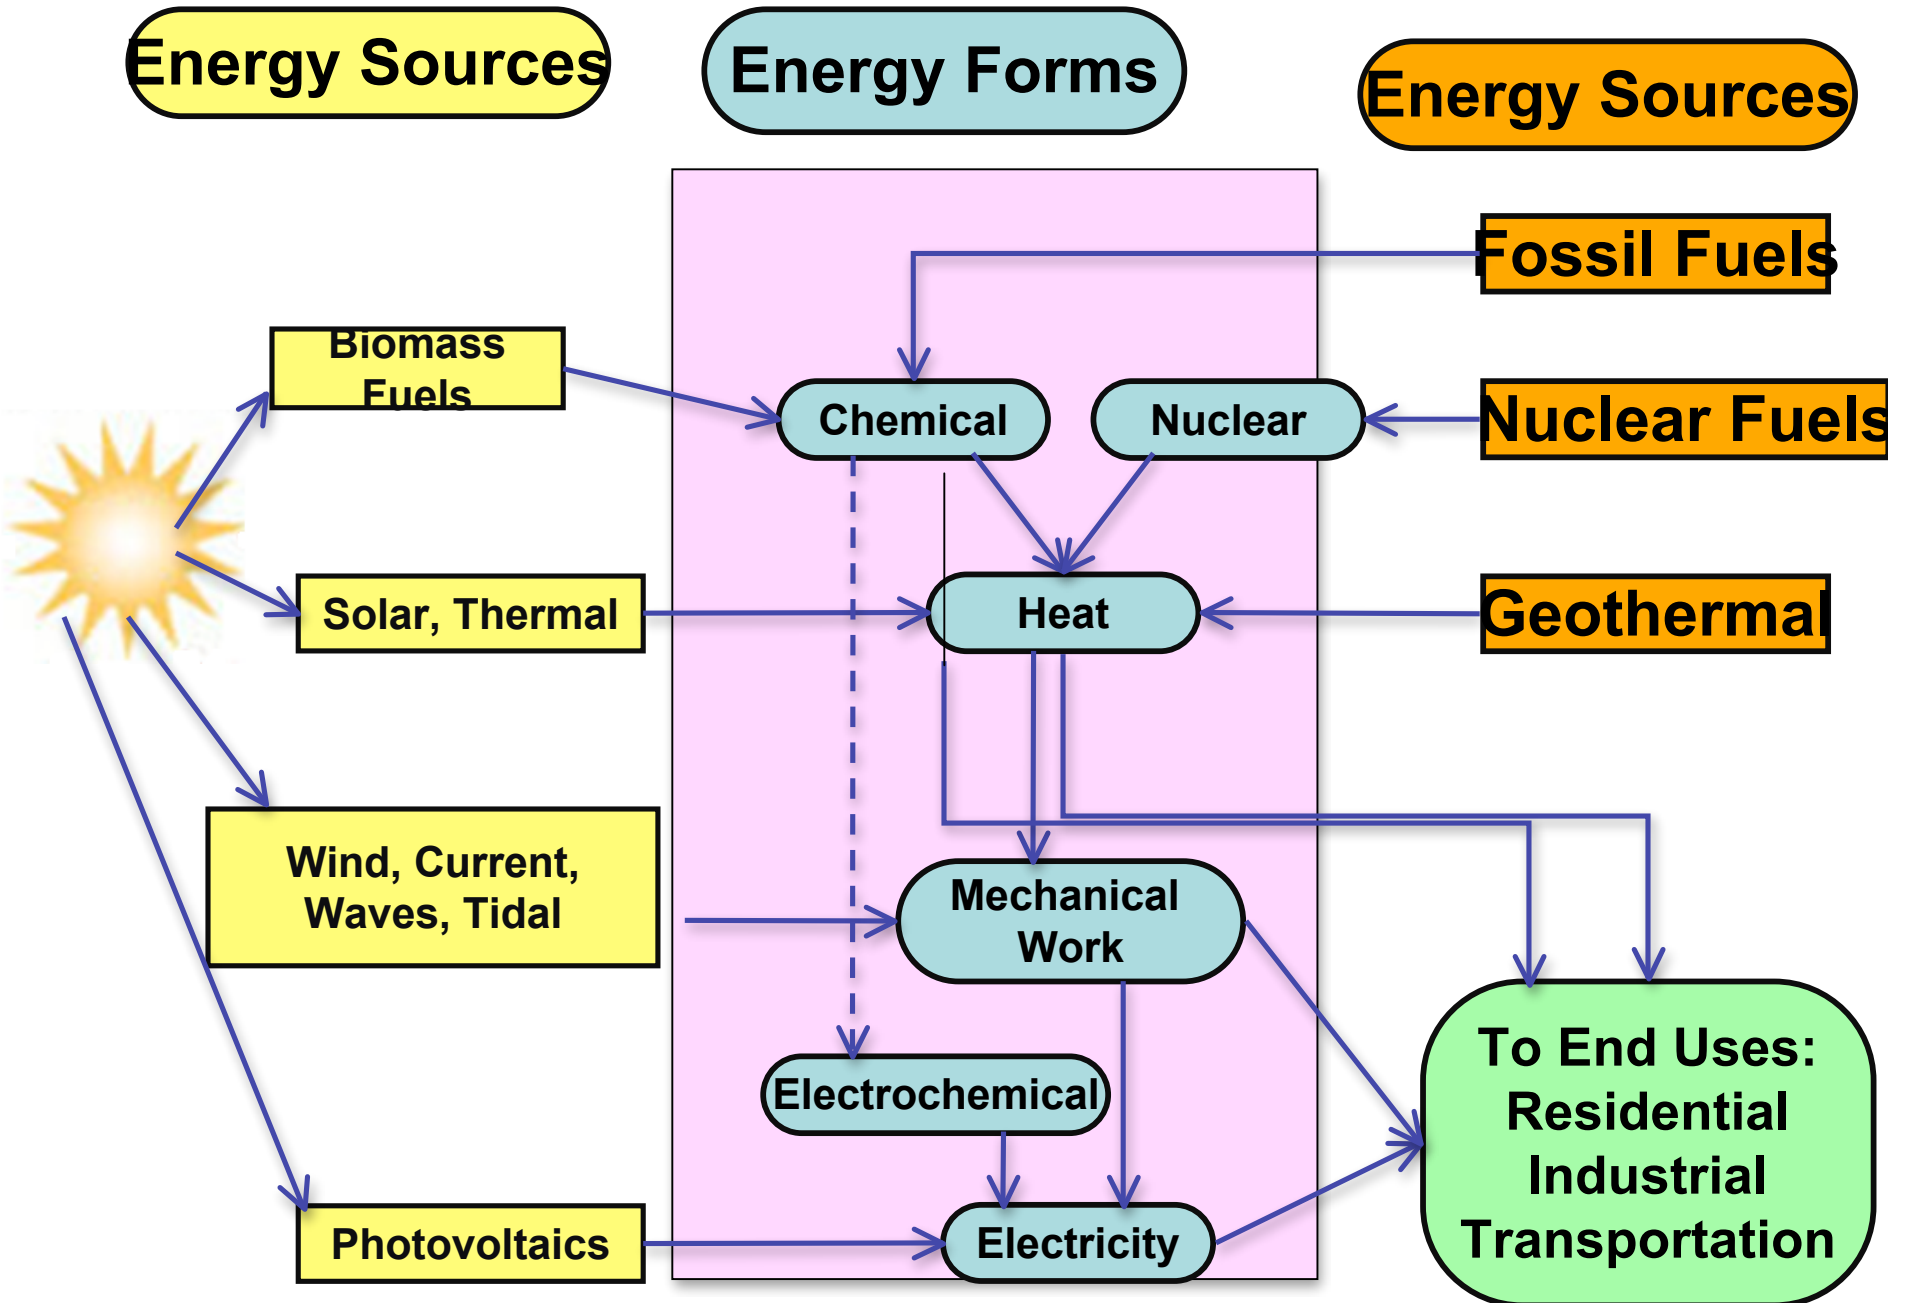 Energy Sources
Energy Forms
Energy Sources
Fossil Fuels
Biomass
Fuels
Chemical
Nuclear
Nuclear Fuels
Solar, Thermal
Heat
Geothermal
Wind, Current,
Waves, Tidal
Mechanical
Work
Electrochemical
To End Uses:
Residential
Industrial
Transportation
Photovoltaics
Electricity